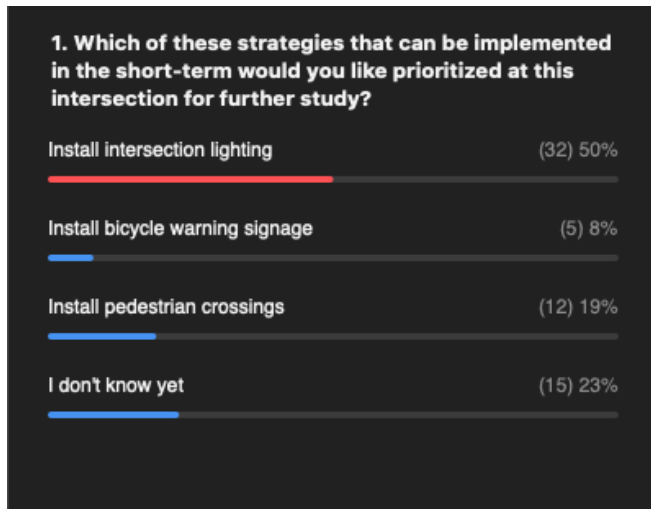 1. Which of these strategies that can be implemented
in the short-term would you like prioritized at this
intersection for further study?
Install intersection lighting (32) 50%
Install bicycle warning signage (5) 8%
Install pedestrian crossings (12) 19%
I don't know yet (15) 23%